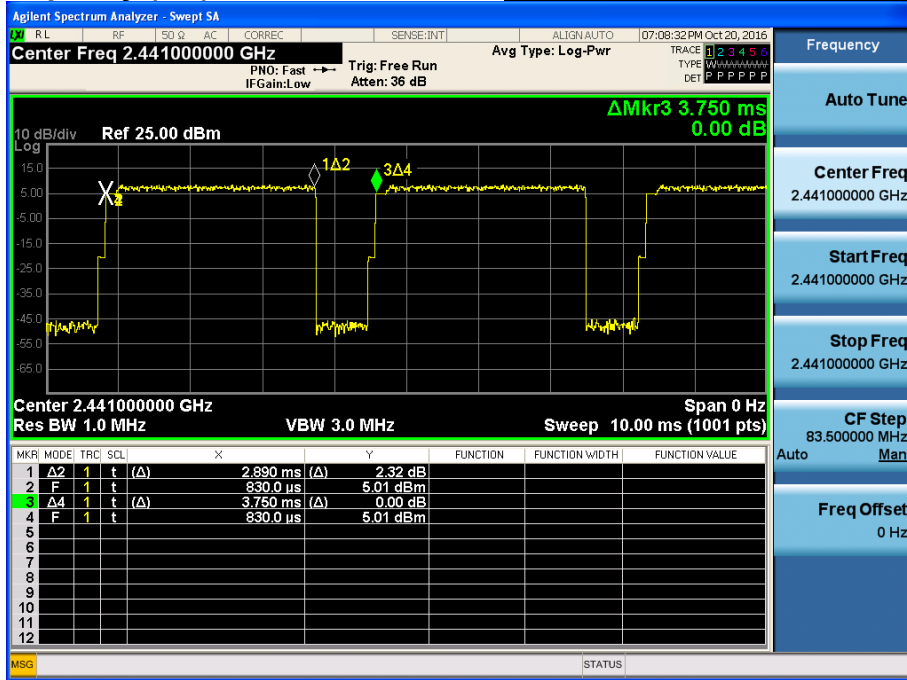 Agilent Spectrum Analyzer - Swept SA
LXI RL RF 50 Ω AC CORREC SENSE:INT ALIGN AUTO 07:08:32 PM Oct 20, 2016
Center Freq 2.441000000 GHz
PNO: Fast
IFGain:Low
Trig: Free Run
Atten: 36 dB
Avg Type: Log-Pwr
TRACE 1 2 3 4 5 6
TYPE W
DET P P P P P P
ΔMkr3 3.750 ms
0.00 dB
10 dB/div Ref 25.00 dBm
Log
15.0
5.00
-5.00
-15.0
-25.0
-35.0
-45.0
-55.0
-65.0
1Δ2
3Δ4
Center 2.441000000 GHz Span 0 Hz
Res BW 1.0 MHz VBW 3.0 MHz Sweep 10.00 ms (1001 pts)
MKR MODE TRC SCL X Y FUNCTION FUNCTION WIDTH FUNCTION VALUE
1 Δ2 1 t (Δ) 2.890 ms (Δ) 2.32 dB
2 F 1 t 830.0 µs 5.01 dBm
3 Δ4 1 t (Δ) 3.750 ms (Δ) 0.00 dB
4 F 1 t 830.0 µs 5.01 dBm
5
6
7
8
9
10
11
12
MSG STATUS
Frequency
Auto Tune
Center Freq
2.441000000 GHz
Start Freq
2.441000000 GHz
Stop Freq
2.441000000 GHz
CF Step
83.500000 MHz
Auto Man
Freq Offset
0 Hz